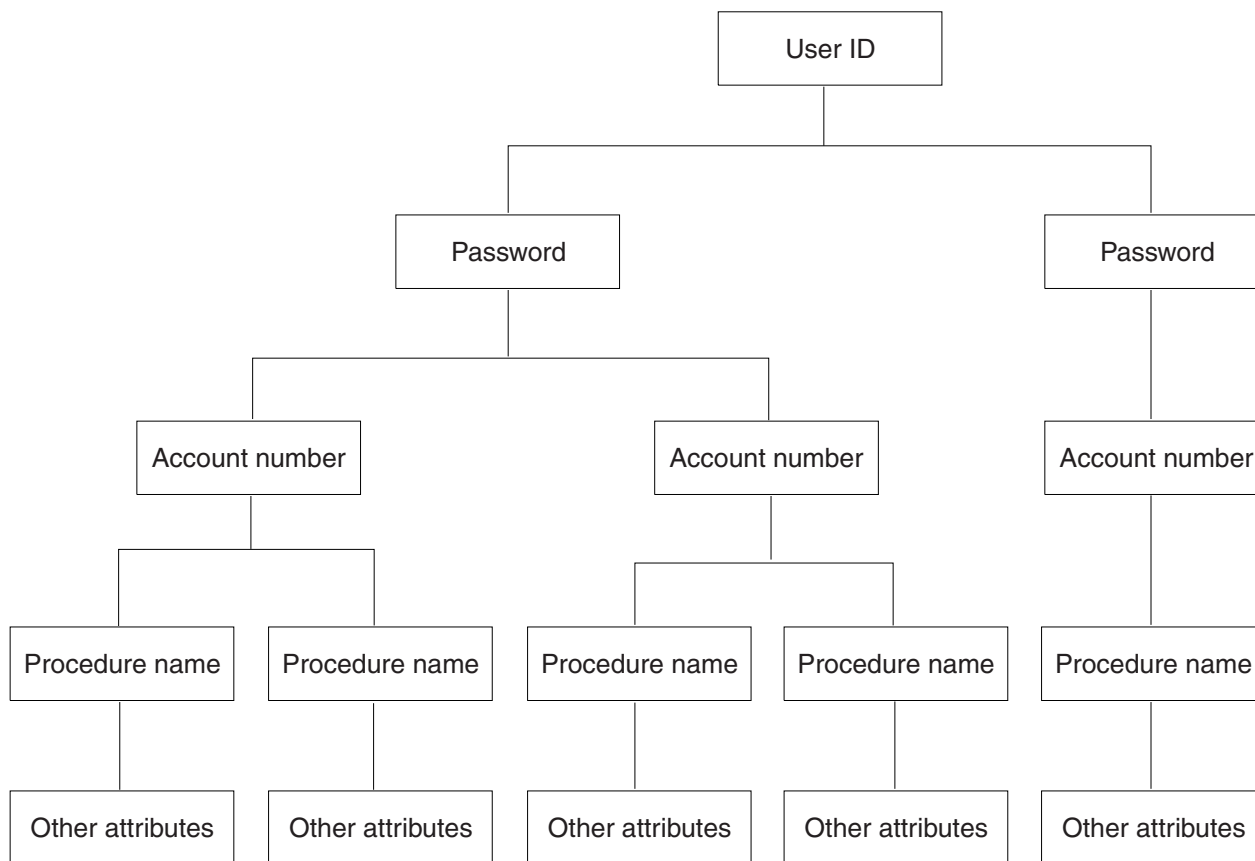 User ID
Password
Password
Account number
Account number
Account number
Procedure name
Procedure name
Procedure name
Procedure name
Procedure name
Other attributes
Other attributes
Other attributes
Other attributes
Other attributes